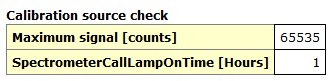 Calibration source check
Maximum signal [counts] 65535
SpectrometerCallLampOnTime [Hours] 1